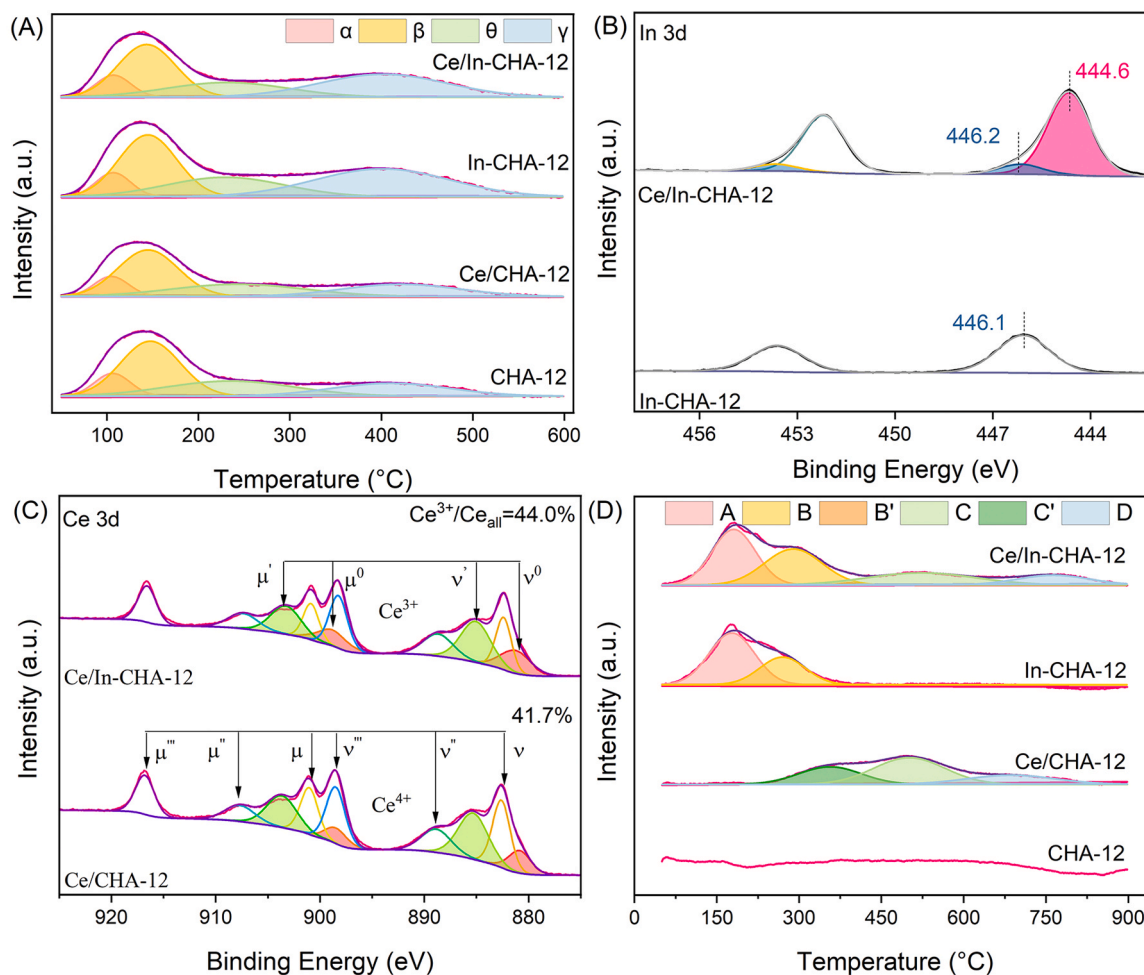 (A)
α β θ γ
Ce/In-CHA-12
In-CHA-12
Ce/CHA-12
CHA-12
Intensity (a.u.)
100 200 300 400 500 600
Temperature (°C)
(B)
In 3d
444.6
446.2
Ce/In-CHA-12
446.1
In-CHA-12
Intensity (a.u.)
456 453 450 447 444
Binding Energy (eV)
(C)
Ce 3d
Ce3+/Ceall=44.0%
μ' μ0 ν' ν0
Ce3+
Ce/In-CHA-12
41.7%
μ''' μ'' μ ν''' ν'' ν
Ce4+
Ce/CHA-12
Intensity (a.u.)
920 910 900 890 880
Binding Energy (eV)
(D)
A B B' C C' D
Ce/In-CHA-12
In-CHA-12
Ce/CHA-12
CHA-12
Intensity (a.u.)
0 150 300 450 600 750 900
Temperature (°C)